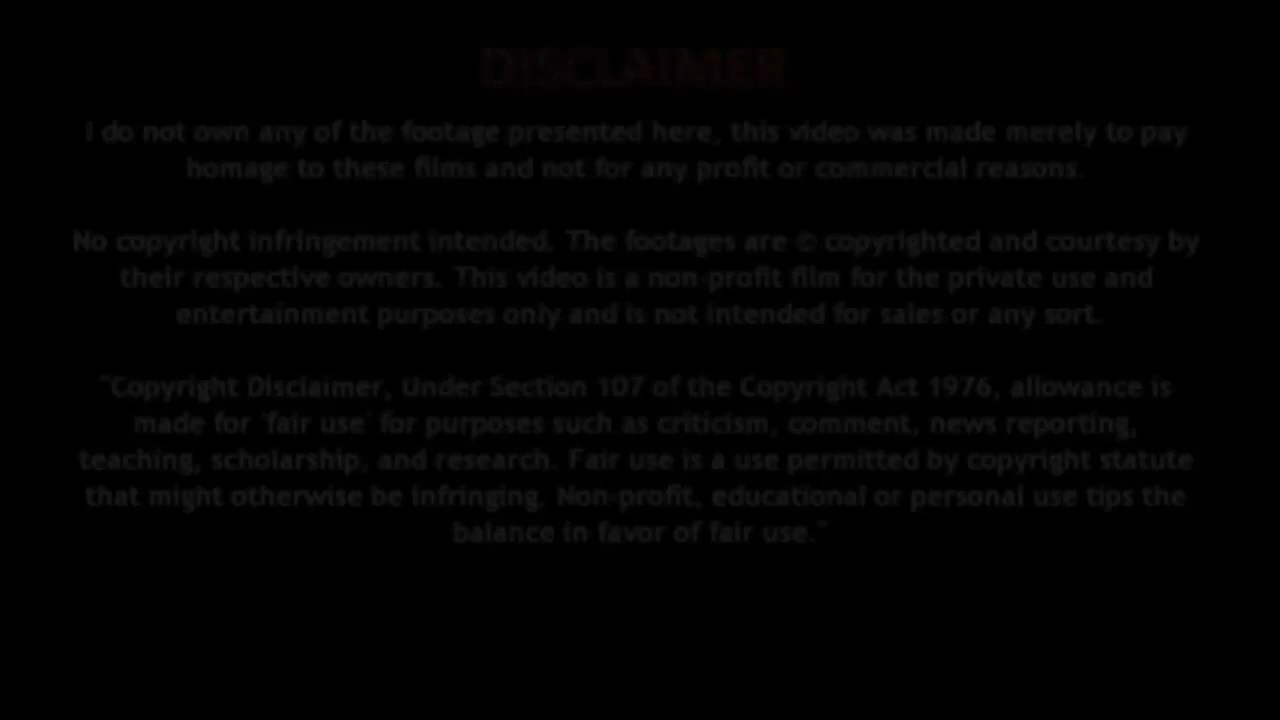 DISCLAIMER
I do not own any of the footage presented here, this video was made merely to pay
homage to these films and not for any profit or commercial reasons.
No copyright infringement intended. The footages are © copyrighted and courtesy by
their respective owners. This video is a non-profit film for the private use and
entertainment purposes only and is not intended for sales or any sort.
"Copyright Disclaimer, Under Section 107 of the Copyright Act 1976, allowance is
made for 'fair use' for purposes such as criticism, comment, news reporting,
teaching, scholarship, and research. Fair use is a use permitted by copyright statute
that might otherwise be infringing. Non-profit, educational or personal use tips the
balance in favor of fair use."